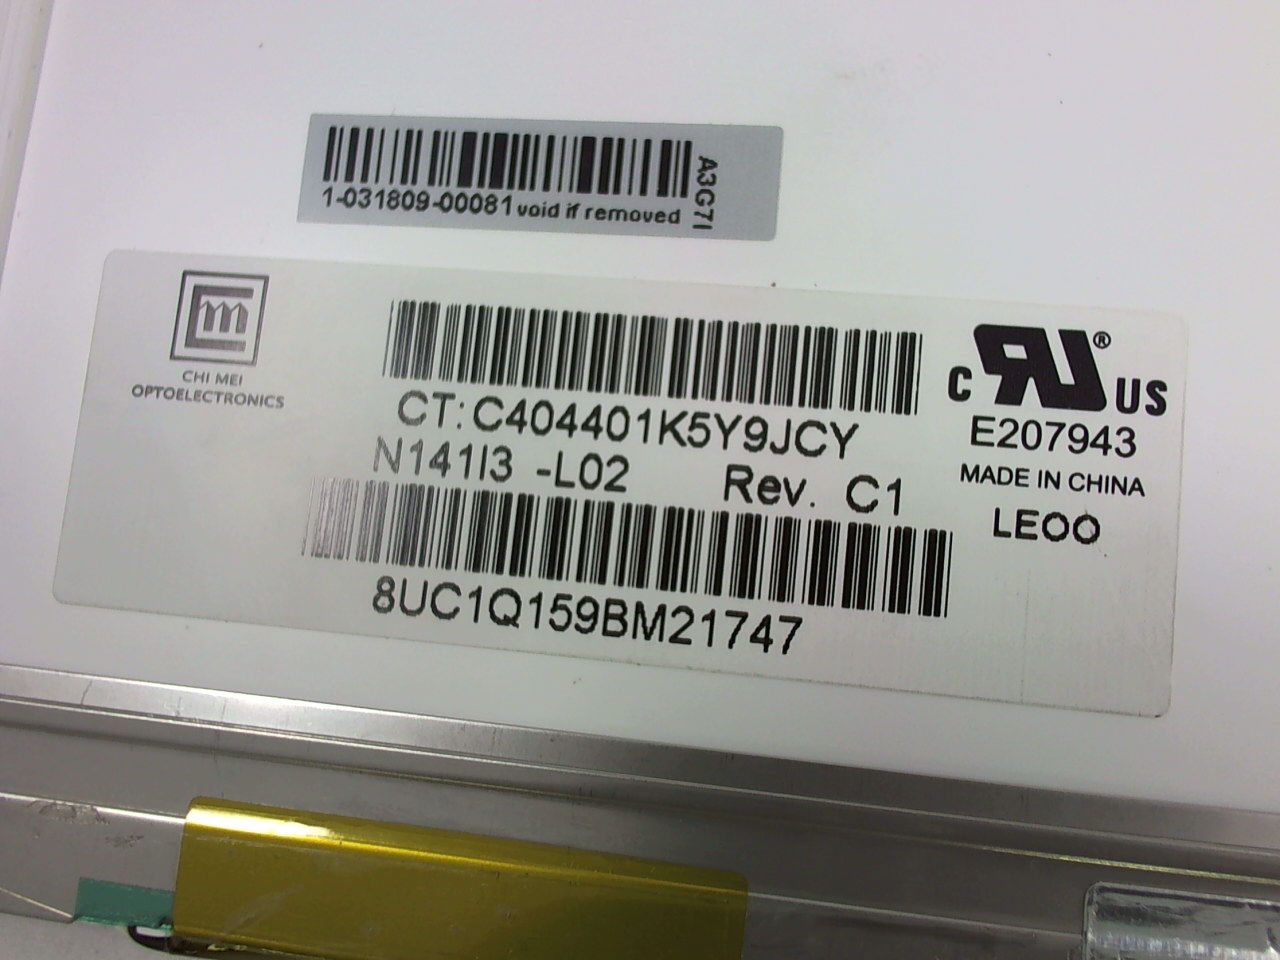 1-031809-00081 void if removed
A3G7I
CHI MEI
OPTOELECTRONICS
CT: C404401K5Y9JCY
N141I3 -L02 Rev. C1
8UC1Q159BM21747
c RU ® US
E207943
MADE IN CHINA
LEOO